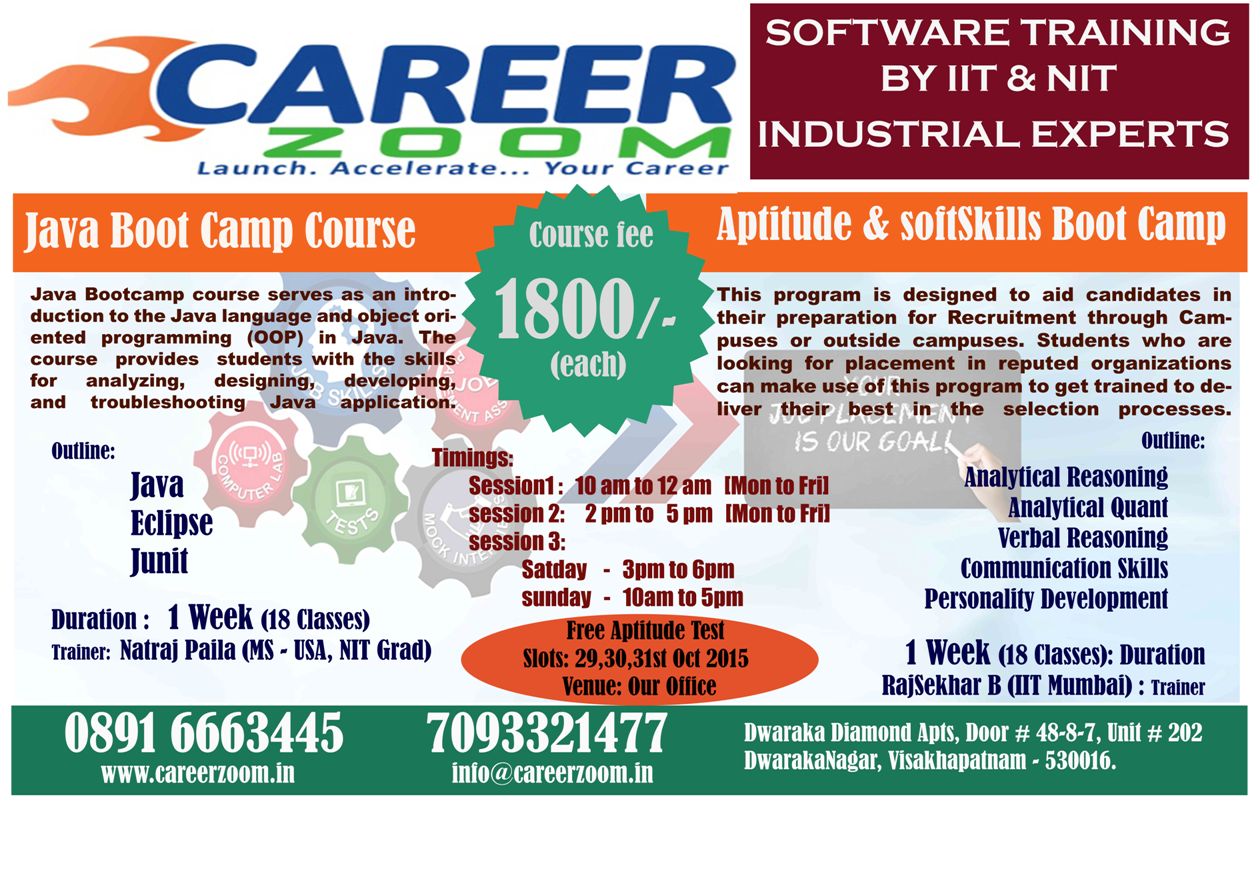 CAREER
ZOOM
Launch. Accelerate... Your Career
SOFTWARE TRAINING
BY IIT & NIT
INDUSTRIAL EXPERTS
Java Boot Camp Course
Java Bootcamp course serves as an intro-
duction to the Java language and object ori-
ented programming (OOP) in Java. The
course provides students with the skills
for analyzing, designing, developing,
and troubleshooting Java application.
Outline:
Java
Eclipse
Junit
Duration : 1 Week (18 Classes)
Trainer: Natraj Paila (MS - USA, NIT Grad)
Course fee
1800/-
(each)
JOB SKILLS
COMPUTER LAB
TESTS
Timings:
Session1 : 10 am to 12 am [Mon to Fri]
session 2: 2 pm to 5 pm [Mon to Fri]
session 3:
Satday - 3pm to 6pm
sunday - 10am to 5pm
Free Aptitude Test
Slots: 29,30,31st Oct 2015
Venue: Our Office
Aptitude & softSkills Boot Camp
This program is designed to aid candidates in
their preparation for Recruitment through Cam-
puses or outside campuses. Students who are
looking for placement in reputed organizations
can make use of this program to get trained to de-
liver their best in the selection processes.
YOUR
JOB PLACEMENT
IS OUR GOAL!
Outline:
Analytical Reasoning
Analytical Quant
Verbal Reasoning
Communication Skills
Personality Development
1 Week (18 Classes): Duration
RajSekhar B (IIT Mumbai) : Trainer
0891 6663445
www.careerzoom.in
7093321477
info@careerzoom.in
Dwaraka Diamond Apts, Door # 48-8-7, Unit # 202
DwarakaNagar, Visakhapatnam - 530016.